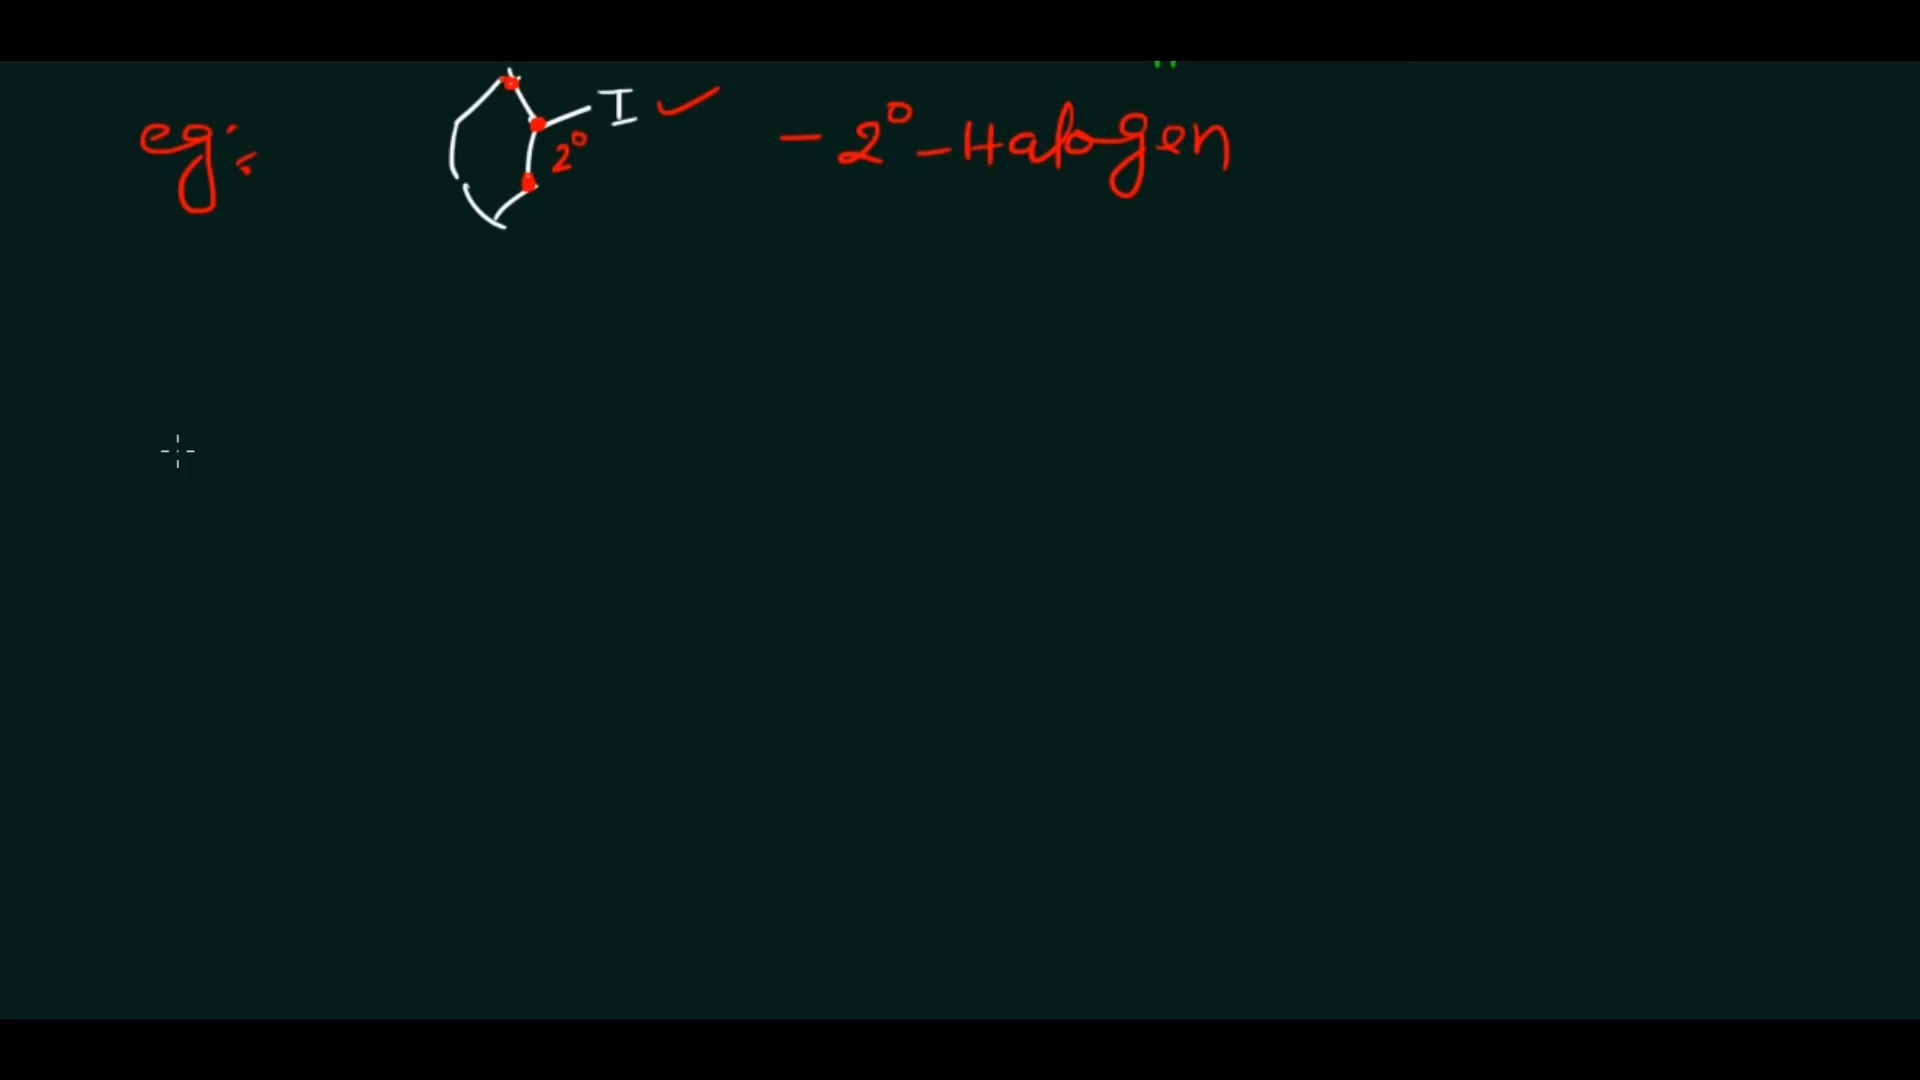 eg:- I ✓ - 2° - Halogen
2°